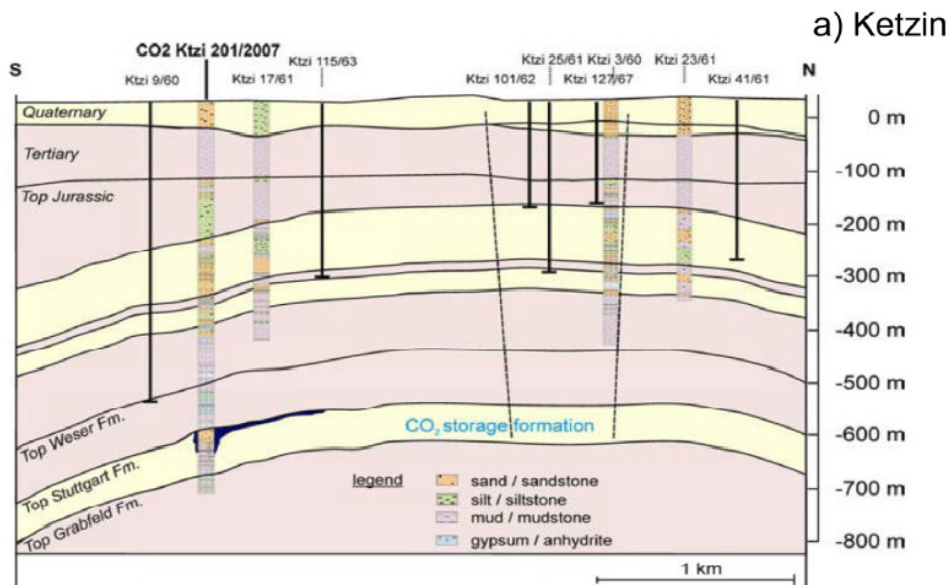 a) Ketzin
CO2 Ktzi 201/2007
Ktzi 115/63
Ktzi 25/61
Ktzi 3/60
Ktzi 23/61
S
Ktzi 9/60
Ktzi 17/61
Ktzi 101/62
Ktzi 127/67
Ktzi 41/61
N
Quaternary
0 m
Tertiary
-100 m
Top Jurassic
-200 m
-300 m
-400 m
-500 m
Top Weser Fm.
CO₂ storage formation
-600 m
Top Stuttgart Fm.
legend
sand / sandstone
silt / siltstone
-700 m
mud / mudstone
Top Grabfeld Fm.
gypsum / anhydrite
-800 m
1 km